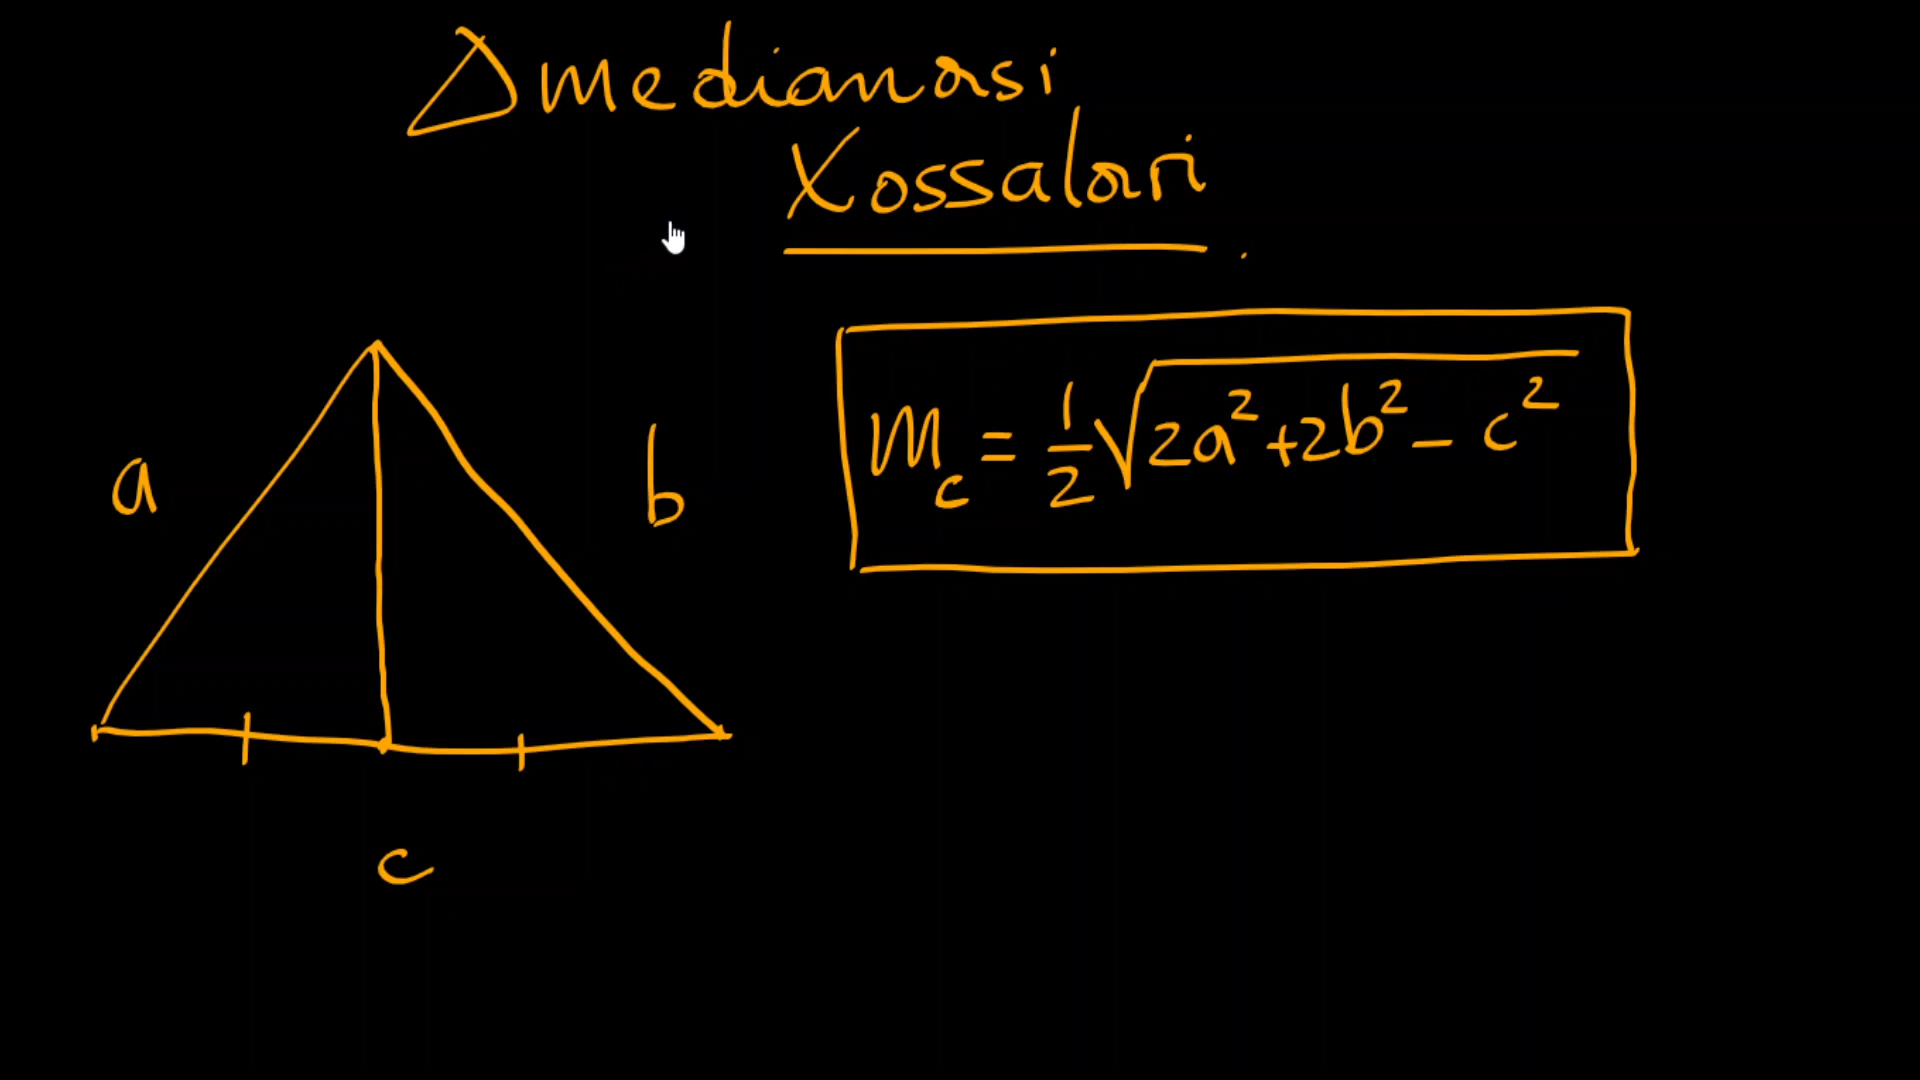 Δ medianasi
Xossalari
a
b
m_c = 1/2 √(2a² + 2b² - c²)
c